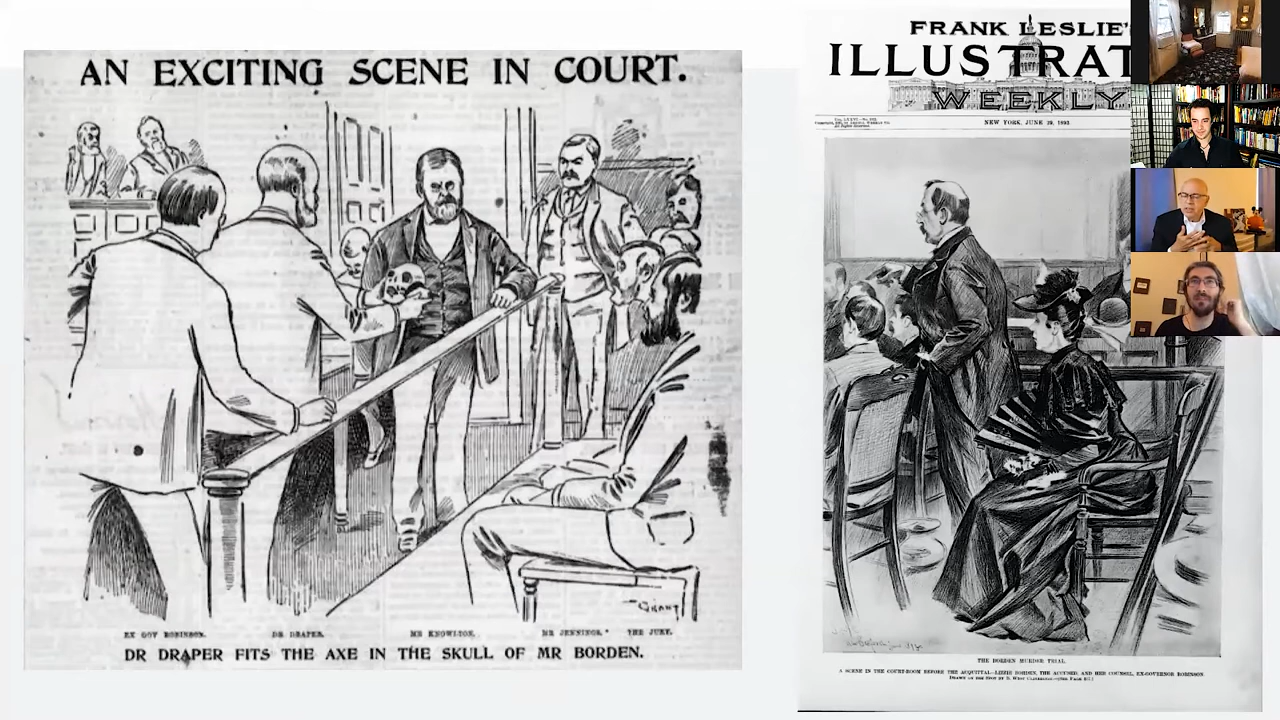 AN EXCITING SCENE IN COURT.
EX GOV ROBINSON. DR DRAPER. MR KNOWLTON. MR JENNINGS. THE JURY.
DR DRAPER FITS THE AXE IN THE SKULL OF MR BORDEN.
FRANK LESLIE'S
ILLUSTRAT
WEEKLY
NEW YORK, JUNE 29, 1893
All Rights Reserved.
THE BORDEN MURDER TRIAL
A SCENE IN THE COURT-ROOM BEFORE THE ACQUITTAL—LIZZIE BORDEN, THE ACCUSED, AND HER COUNSEL, EX-GOVERNOR ROBINSON.